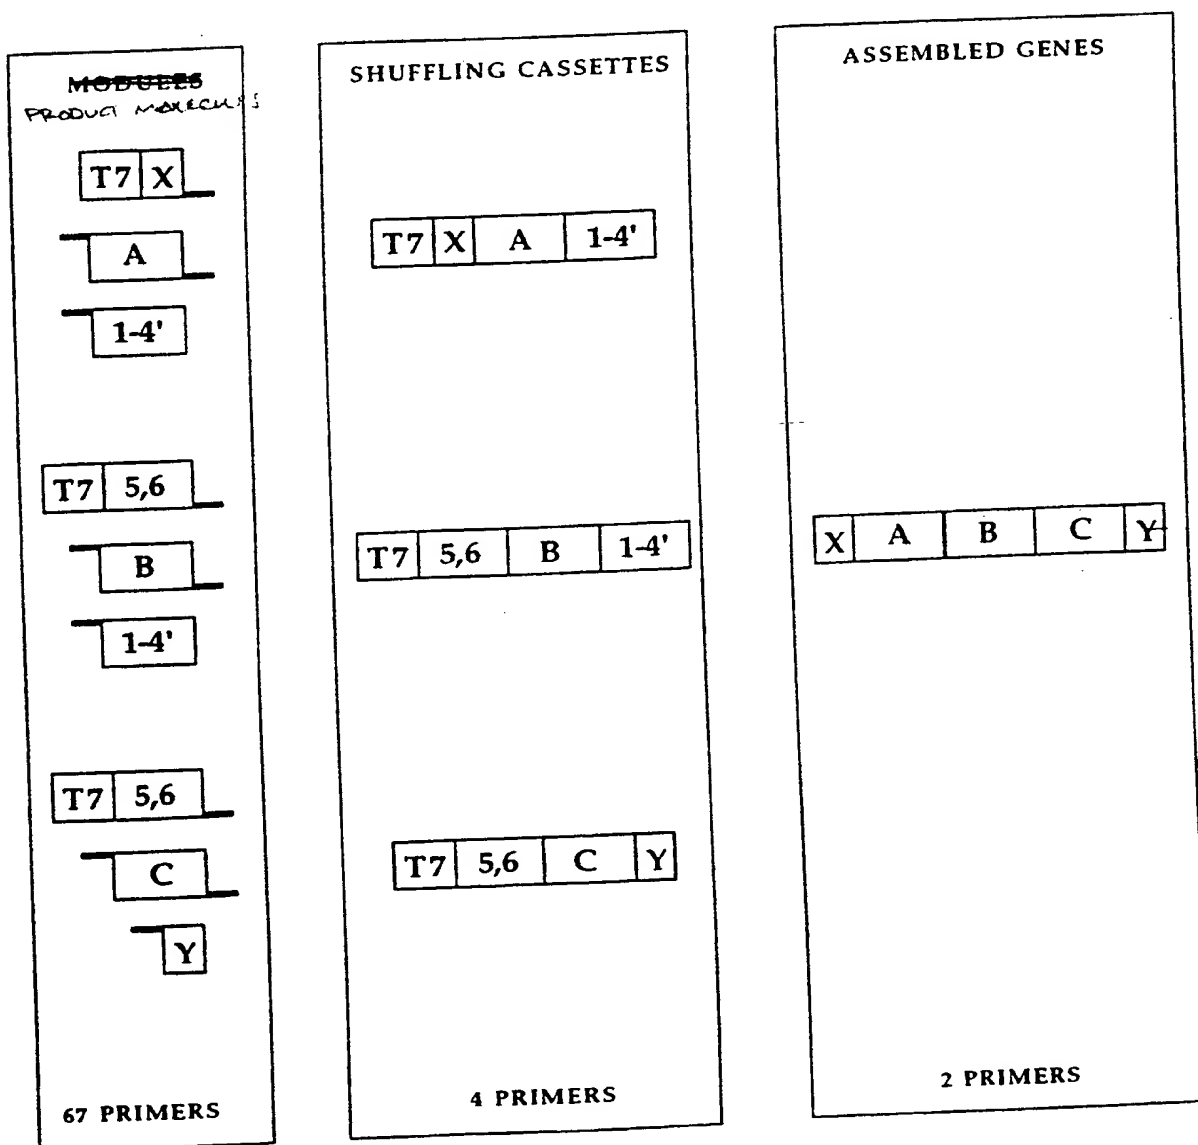 MODULES
PRODUCT MOLECULES
T7 X
A
1-4'
T7 5,6
B
1-4'
T7 5,6
C
Y
67 PRIMERS
SHUFFLING CASSETTES
T7 X A 1-4'
T7 5,6 B 1-4'
T7 5,6 C Y
4 PRIMERS
ASSEMBLED GENES
X A B C Y
2 PRIMERS